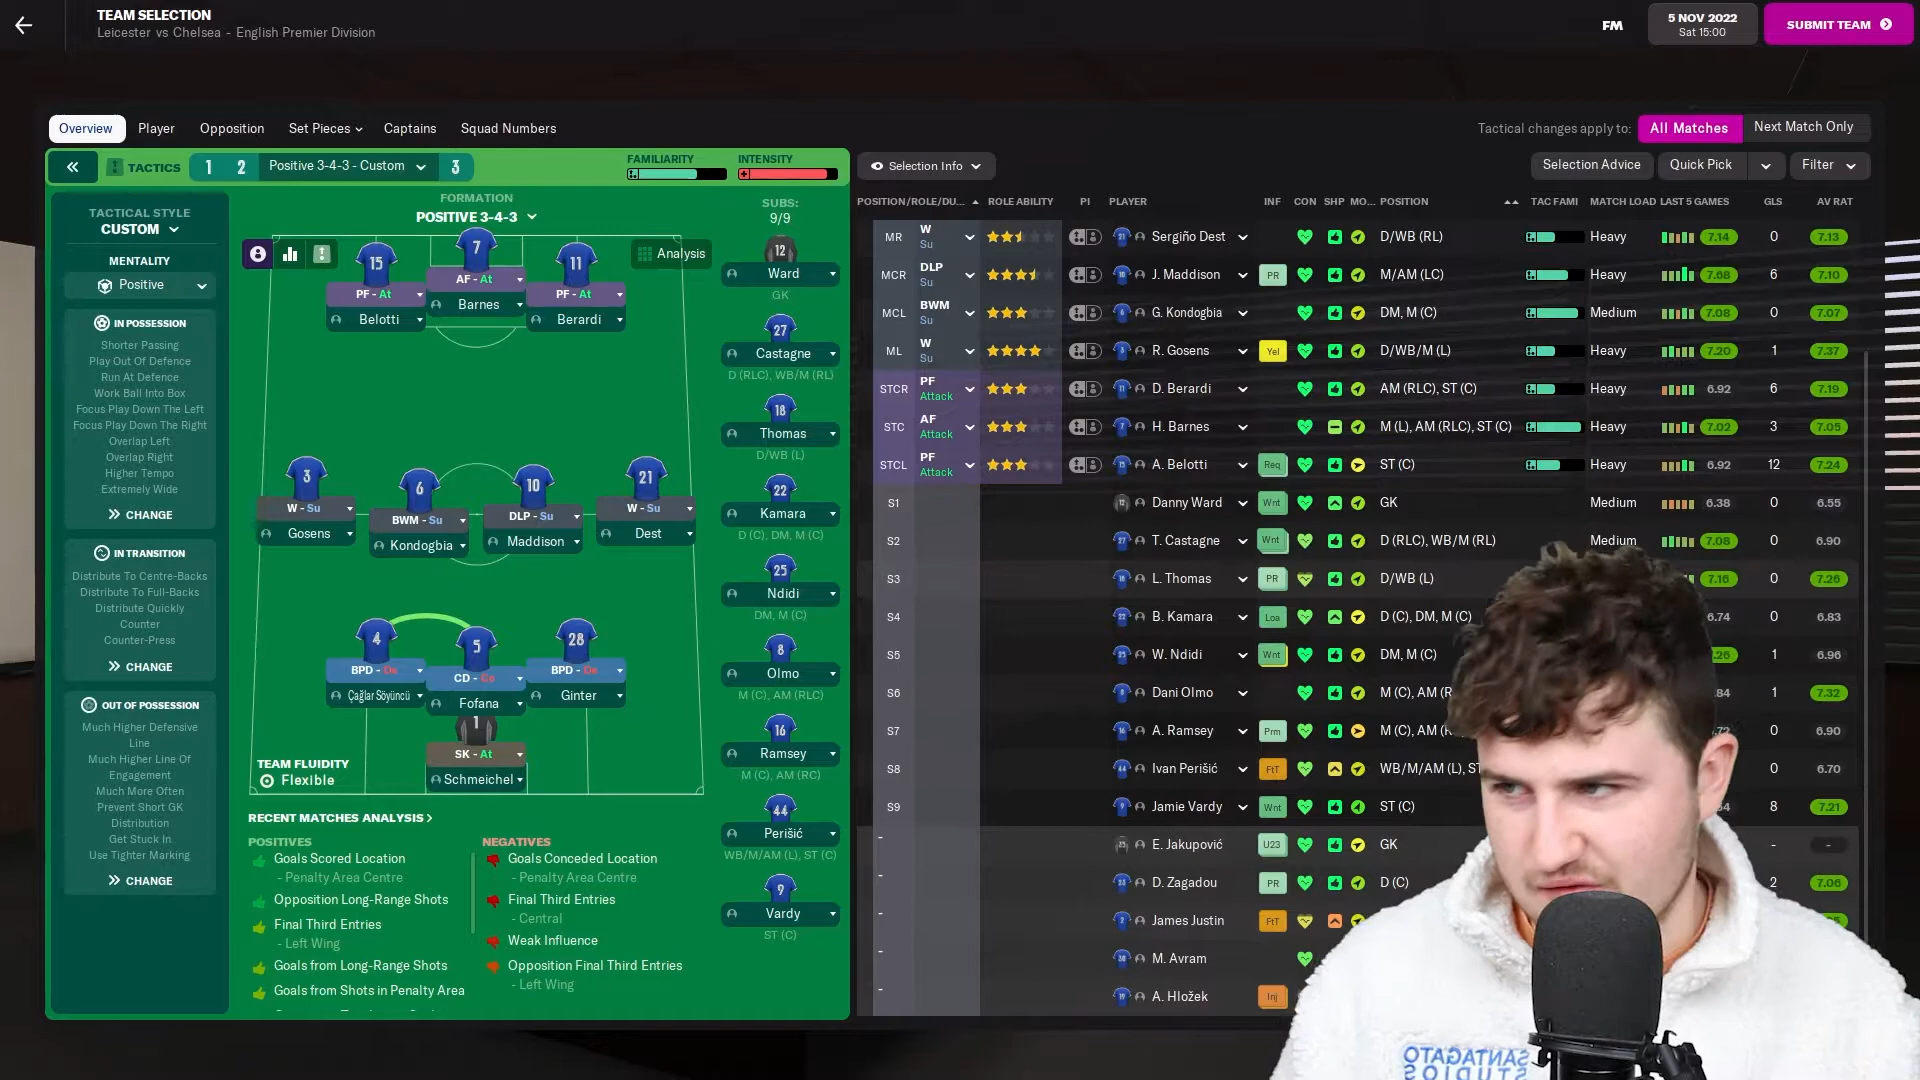 TEAM SELECTION
Leicester vs Chelsea - English Premier Division
FM
5 NOV 2022
Sat 15:00
SUBMIT TEAM
Overview Player Opposition Set Pieces Captains Squad Numbers
Tactical changes apply to: All Matches Next Match Only
TACTICS 1 2 Positive 3-4-3 - Custom 3
FAMILIARITY INTENSITY
Selection Info
Selection Advice Quick Pick Filter
TACTICAL STYLE
CUSTOM
MENTALITY
Positive
IN POSSESSION
Shorter Passing
Play Out Of Defence
Run At Defence
Work Ball Into Box
Focus Play Down The Left
Focus Play Down The Right
Overlap Left
Overlap Right
Higher Tempo
Extremely Wide
CHANGE
IN TRANSITION
Distribute To Centre-Backs
Distribute To Full-Backs
Distribute Quickly
Counter
Counter-Press
CHANGE
OUT OF POSSESSION
Much Higher Defensive
Line
Much Higher Line Of
Engagement
Much More Often
Prevent Short GK
Distribution
Get Stuck In
Use Tighter Marking
CHANGE
FORMATION
POSITIVE 3-4-3
Analysis
15
PF - At
Belotti
7
AF - At
Barnes
11
PF - At
Berardi
3
W - Su
Gosens
6
BWM - Su
Kondogbia
10
DLP - Su
Maddison
21
W - Su
Dest
4
BPD - De
Çağlar Söyüncü
5
CD - Co
Fofana
28
BPD - De
Ginter
1
SK - At
Schmeichel
TEAM FLUIDITY
Flexible
SUBS:
9/9
12
Ward
GK
27
Castagne
D (RLC), WB/M (RL)
18
Thomas
D/WB (L)
22
Kamara
D (C), DM, M (C)
25
Ndidi
DM, M (C)
8
Olmo
M (C), AM (RLC)
16
Ramsey
M (C), AM (RC)
44
Perišić
WB/M/AM (L), ST (C)
9
Vardy
ST (C)
RECENT MATCHES ANALYSIS >
POSITIVES
Goals Scored Location
- Penalty Area Centre
Opposition Long-Range Shots
Final Third Entries
- Left Wing
Goals from Long-Range Shots
Goals from Shots in Penalty Area
NEGATIVES
Goals Conceded Location
- Penalty Area Centre
Final Third Entries
- Central
Weak Influence
Opposition Final Third Entries
- Left Wing
POSITION/ROLE/DU... ROLE ABILITY PI PLAYER INF CON SHP MO... POSITION TAC FAMI MATCH LOAD LAST 5 GAMES GLS AV RAT
MR W Su Sergiño Dest D/WB (RL) Heavy 7.14 0 7.13
MCR DLP Su J. Maddison PR M/AM (LC) Heavy 7.68 6 7.10
MCL BWM Su G. Kondogbia DM, M (C) Medium 7.08 0 7.07
ML W Su R. Gosens Yel D/WB/M (L) Heavy 7.20 1 7.37
STCR PF Attack D. Berardi AM (RLC), ST (C) Heavy 6.92 6 7.19
STC AF Attack H. Barnes M (L), AM (RLC), ST (C) Heavy 7.02 3 7.05
STCL PF Attack A. Belotti Req ST (C) Heavy 6.92 12 7.24
S1 Danny Ward Wnt GK Medium 6.38 0 6.55
S2 T. Castagne Wnt D (RLC), WB/M (RL) Medium 7.08 0 6.90
S3 L. Thomas PR D/WB (L) 7.16 0 7.26
S4 B. Kamara Loa D (C), DM, M (C) 6.74 0 6.83
S5 W. Ndidi Wnt DM, M (C) .26 1 6.96
S6 Dani Olmo M (C), AM (R .84 1 7.32
S7 A. Ramsey Prm M (C), AM (R .72 0 6.90
S8 Ivan Perišić FtT WB/M/AM (L), ST 0 6.70
S9 Jamie Vardy Wnt ST (C) 8 7.21
- E. Jakupović U23 GK - -
- D. Zagadou PR D (C) 2 7.06
- James Justin FtT
- M. Avram
- A. Hložek Inj
SANTAGATO
STUDIOS